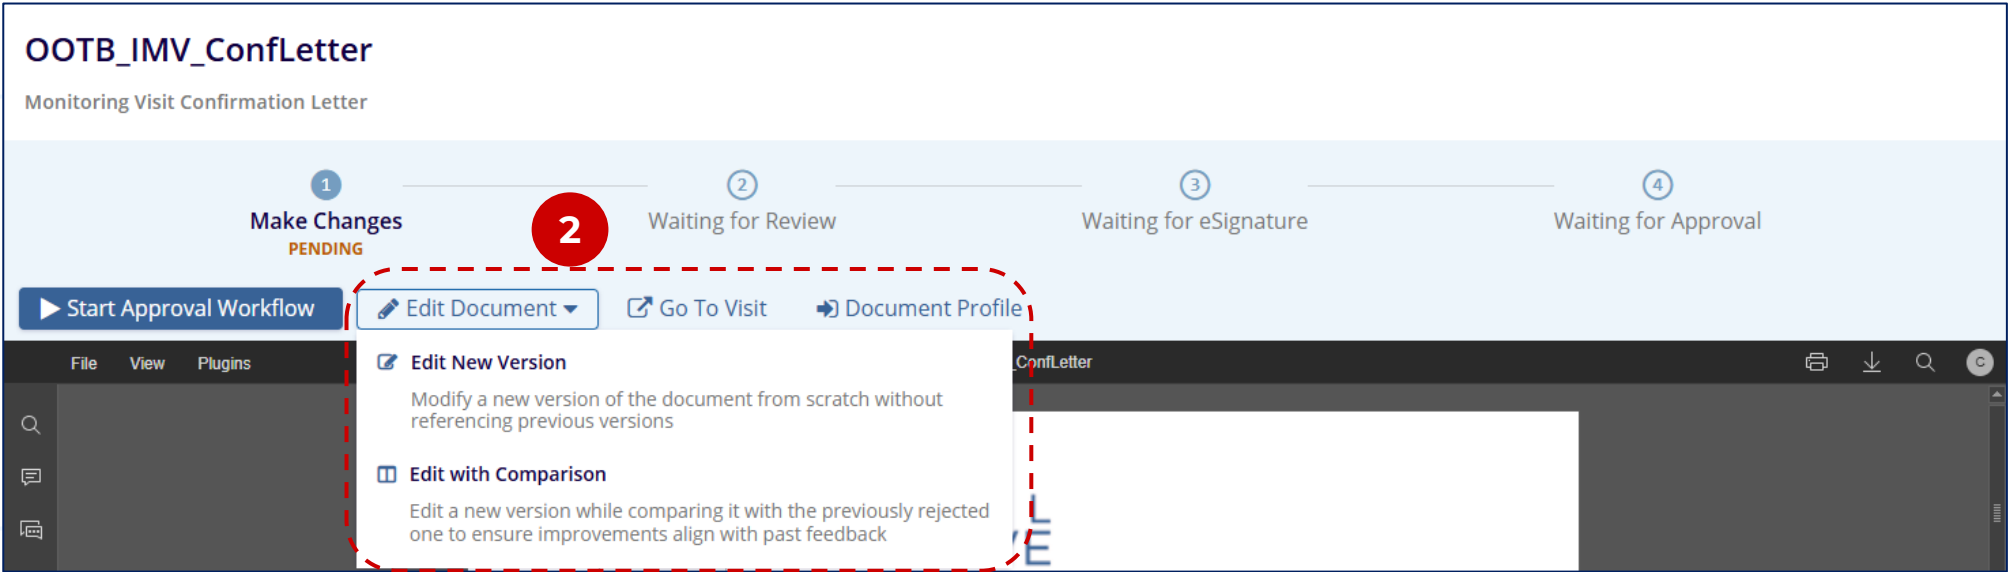 OOTB_IMV_ConfLetter
Monitoring Visit Confirmation Letter
1
2
3
4
Make Changes
Waiting for Review
Waiting for eSignature
Waiting for Approval
PENDING
2
Start Approval Workflow
Edit Document
Go To Visit
Document Profile
File View Plugins
_ConfLetter
C
Edit New Version
Modify a new version of the document from scratch without
referencing previous versions
Edit with Comparison
Edit a new version while comparing it with the previously rejected
one to ensure improvements align with past feedback
L
E